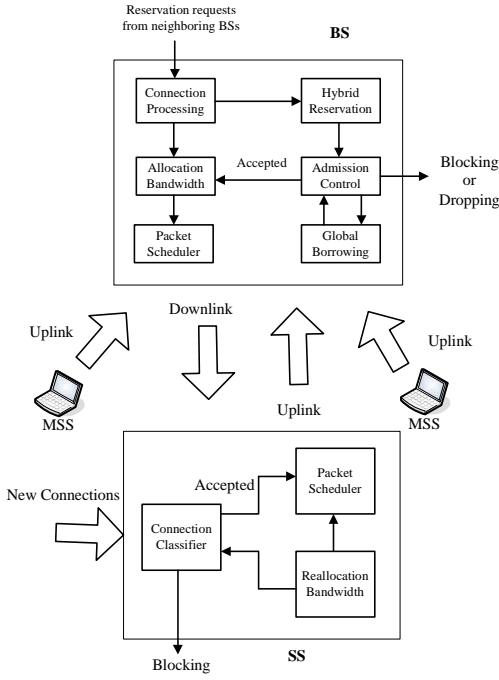 Reservation requests
from neighboring BSs
BS
Connection
Processing
Hybrid
Reservation
Allocation
Bandwidth
Accepted
Admission
Control
Blocking
or
Dropping
Packet
Scheduler
Global
Borrowing
Uplink
Downlink
Uplink
Uplink
MSS
MSS
New Connections
Accepted
Packet
Scheduler
Connection
Classifier
Reallocation
Bandwidth
Blocking
SS